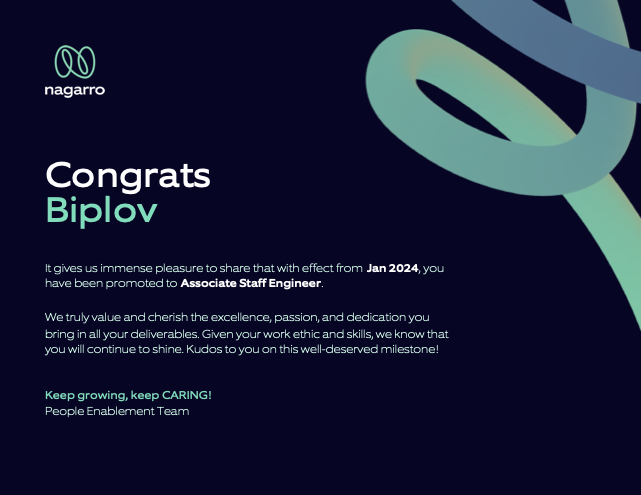 nagarro
Congrats
Biplov
It gives us immense pleasure to share that with effect from Jan 2024, you
have been promoted to Associate Staff Engineer.
We truly value and cherish the excellence, passion, and dedication you
bring in all your deliverables. Given your work ethic and skills, we know that
you will continue to shine. Kudos to you on this well-deserved milestone!
Keep growing, keep CARING!
People Enablement Team